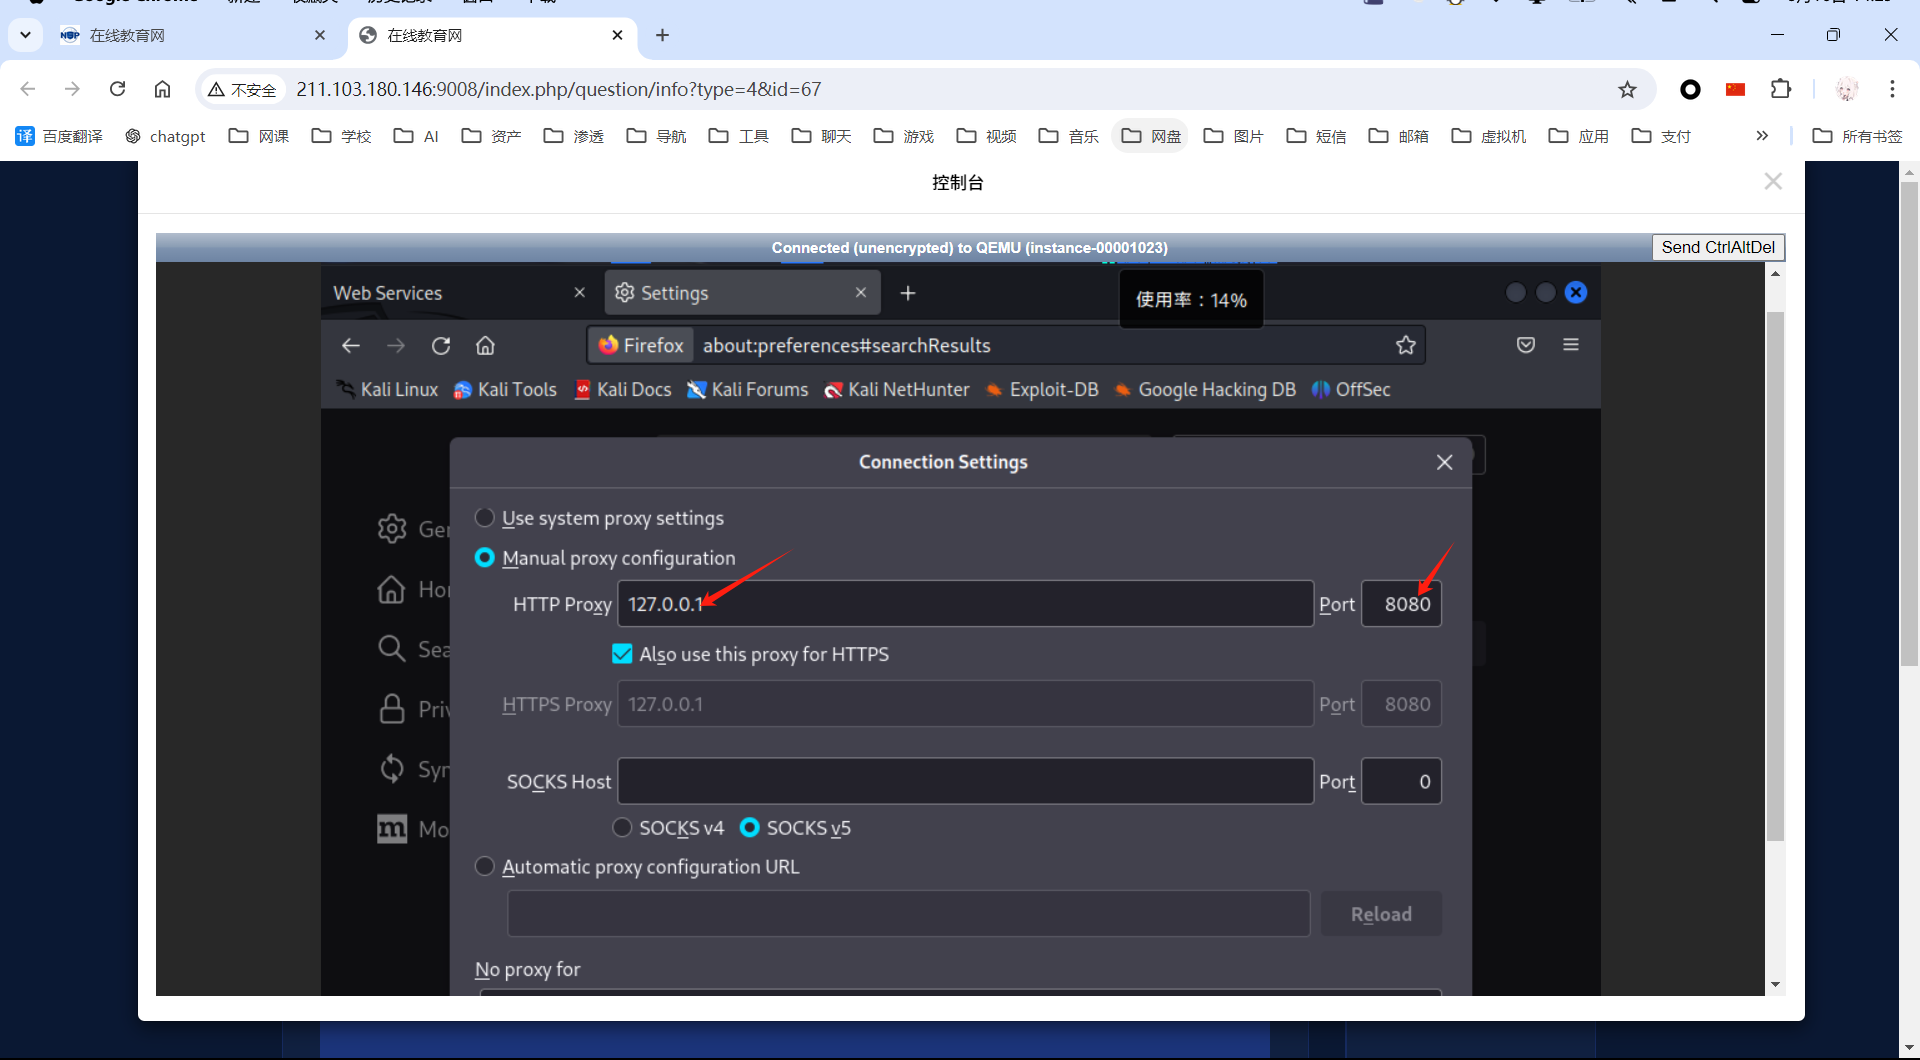 在线教育网
在线教育网
不安全
211.103.180.146:9008/index.php/question/info?type=4&id=67
百度翻译
chatgpt
网课
学校
AI
资产
渗透
导航
工具
聊天
游戏
视频
音乐
网盘
图片
短信
邮箱
虚拟机
应用
支付
所有书签
控制台
Connected (unencrypted) to QEMU (instance-00001023)
Send CtrlAltDel
Web Services
Settings
使用率：14%
Firefox
about:preferences#searchResults
Kali Linux
Kali Tools
Kali Docs
Kali Forums
Kali NetHunter
Exploit-DB
Google Hacking DB
OffSec
Connection Settings
Use system proxy settings
Manual proxy configuration
HTTP Proxy
127.0.0.1
Port
8080
Also use this proxy for HTTPS
HTTPS Proxy
127.0.0.1
Port
8080
SOCKS Host
Port
0
SOCKS v4
SOCKS v5
Automatic proxy configuration URL
Reload
No proxy for